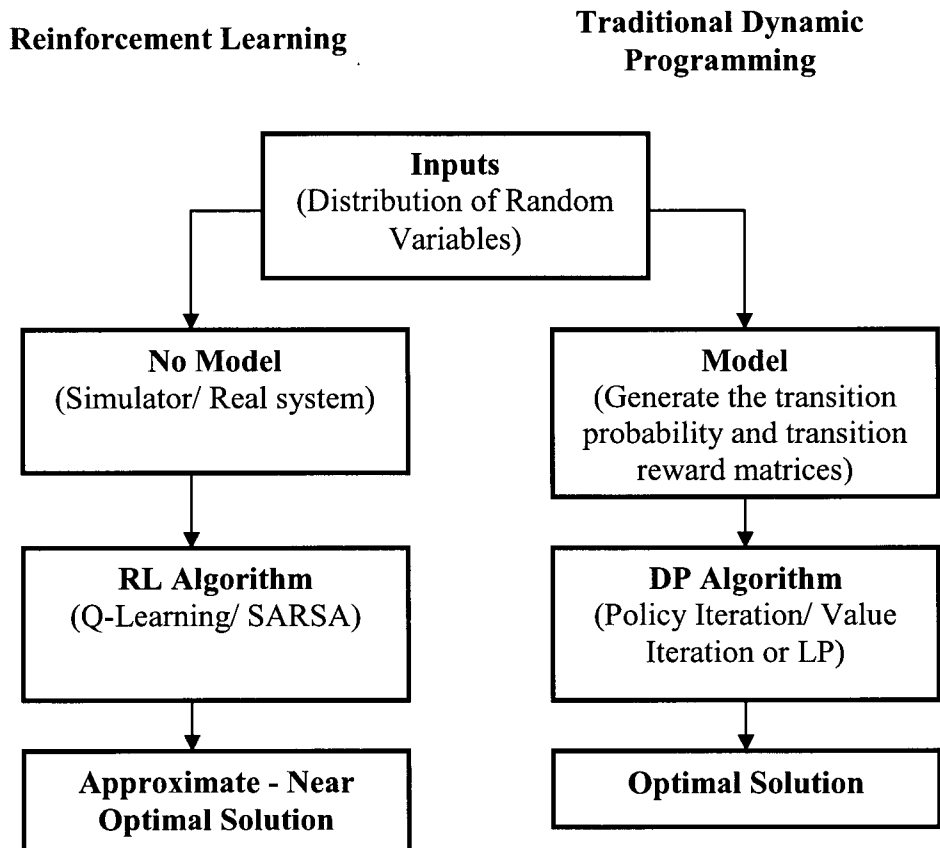 Reinforcement Learning
Traditional Dynamic
Programming
Inputs
(Distribution of Random
Variables)
No Model
(Simulator/ Real system)
Model
(Generate the transition
probability and transition
reward matrices)
RL Algorithm
(Q-Learning/ SARSA)
DP Algorithm
(Policy Iteration/ Value
Iteration or LP)
Approximate - Near
Optimal Solution
Optimal Solution